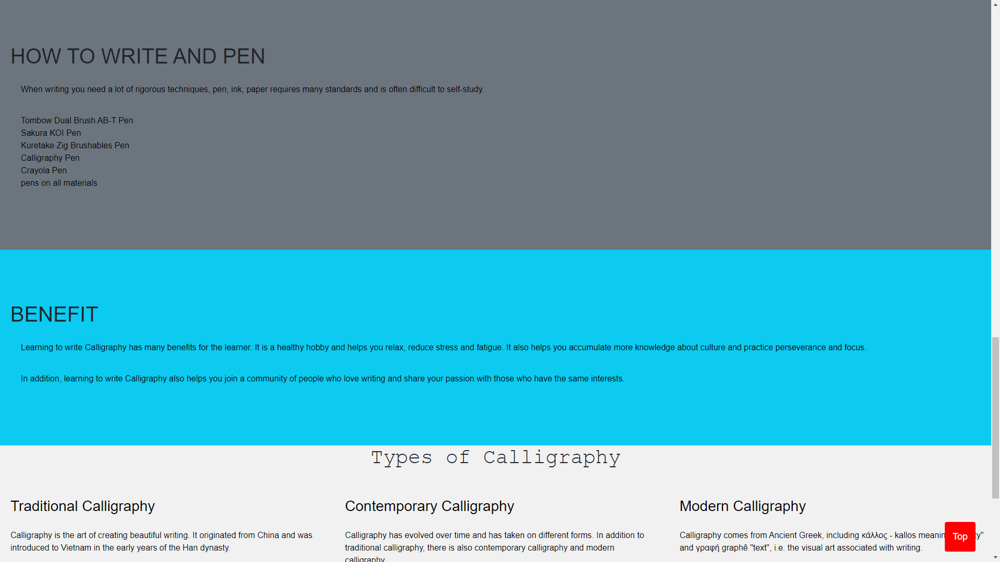 HOW TO WRITE AND PEN
When writing you need a lot of rigorous techniques, pen, ink, paper requires many standards and is often difficult to self-study.
Tombow Dual Brush AB-T Pen
Sakura KOI Pen
Kuretake Zig Brushables Pen
Calligraphy Pen
Crayola Pen
pens on all materials
BENEFIT
Learning to write Calligraphy has many benefits for the learner. It is a healthy hobby and helps you relax, reduce stress and fatigue. It also helps you accumulate more knowledge about culture and practice perseverance and focus.
In addition, learning to write Calligraphy also helps you join a community of people who love writing and share your passion with those who have the same interests.
Types of Calligraphy
Traditional Calligraphy
Calligraphy is the art of creating beautiful writing. It originated from China and was
introduced to Vietnam in the early years of the Han dynasty.
Contemporary Calligraphy
Calligraphy has evolved over time and has taken on different forms. In addition to
traditional calligraphy, there is also contemporary calligraphy and modern
calligraphy
Modern Calligraphy
Calligraphy comes from Ancient Greek, including κάλλος - kallos
and γραφή graphê "text", i.e. the visual art associated with writing.
Top